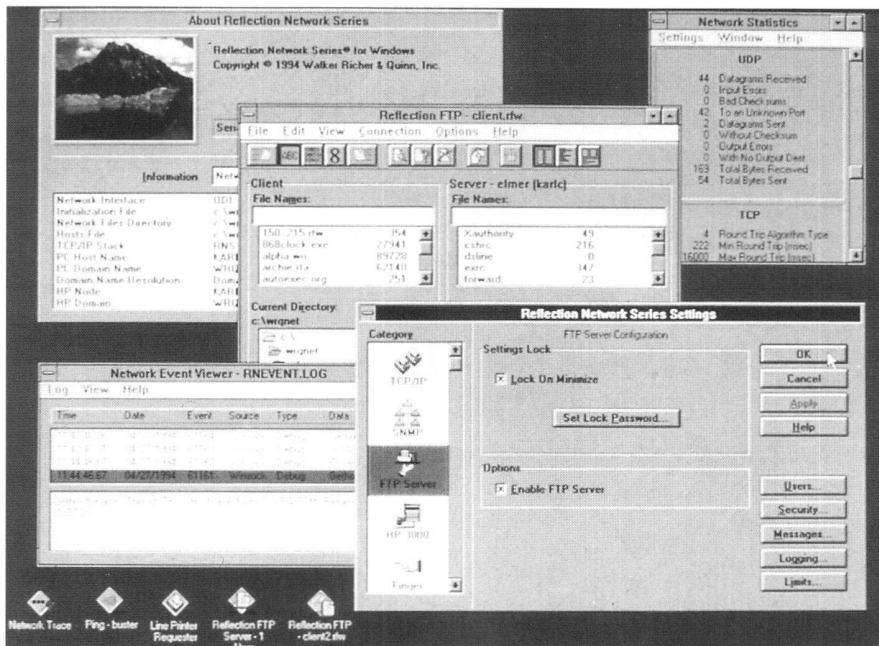 About Reflection Network Series
Reflection Network Series® for Windows
Copyright © 1994 Walker Richer & Quinn, Inc.
Information
Network Interface ODI
Initialization File
Network Files Directory
Hosts File
TCP/IP Stack RNS
PC Host Name
PC Domain Name
Domain Name Resolution
HP Node
HP Domain
Network Statistics
Settings Window Help
UDP
44 Datagrams Received
0 Input Errors
0 Bad Checksums
42 To an Unknown Port
2 Datagrams Sent
0 Without Checksum
0 Output Errors
0 With No Output Dest
163 Total Bytes Received
54 Total Bytes Sent
TCP
4 Round Trip Algorithm Type
222 Min Round Trip (msec)
16000 Max Round Trip (msec)
Reflection FTP - client.rfw
File Edit View Connection Options Help
Client
File Names:
868clock.exe 27941
autoexec.org 251
Current Directory:
c:\wrqnet
c:\
wrqnet
Server - elmer (karlc)
File Names:
Xauthority 49
cshrc 216
dsline 0
exrc 347
forward 23
Network Event Viewer - RNEVENT.LOG
Log View Help
Time Date Event Source Type Data
11:44:46.67 04/27/1994 61161 Winsock Debug
Reflection Network Series Settings
Category
TCP/IP
SNMP
FTP Server
HP 3000
Finger
FTP Server Configuration
Settings Lock
Lock On Minimize
Set Lock Password...
Options
Enable FTP Server
OK
Cancel
Apply
Help
Users...
Security...
Messages...
Logging...
Limits...
Network Trace
Ping - buster
Line Printer Requester
Reflection FTP Server - 1
Reflection FTP - client2.rfw